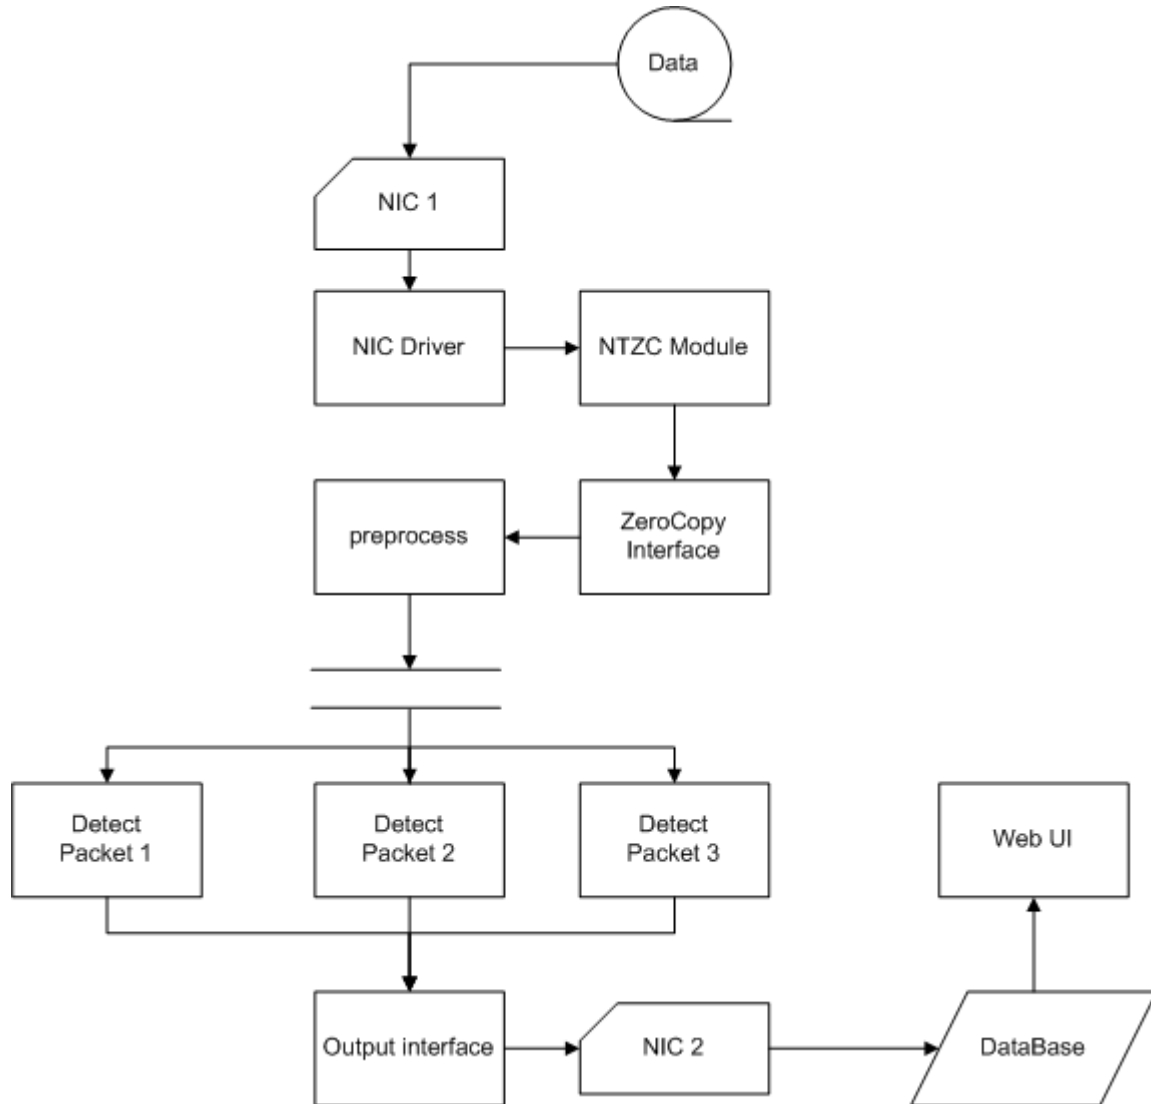 Data
NIC 1
NIC Driver
NTZC Module
preprocess
ZeroCopy
Interface
Detect
Packet 1
Detect
Packet 2
Detect
Packet 3
Web UI
Output interface
NIC 2
DataBase